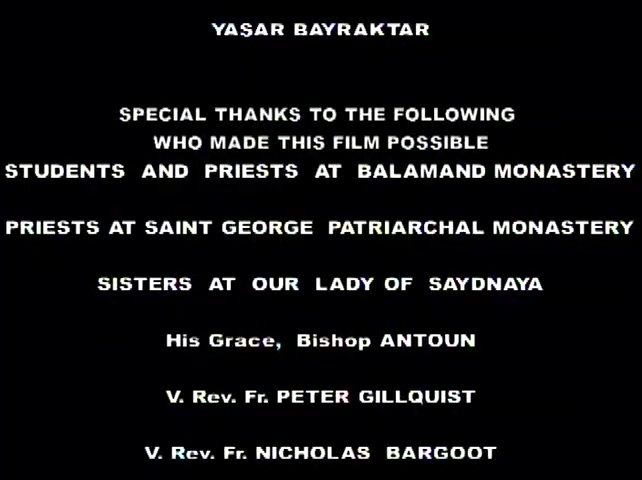 YAŞAR BAYRAKTAR
SPECIAL THANKS TO THE FOLLOWING
WHO MADE THIS FILM POSSIBLE
STUDENTS AND PRIESTS AT BALAMAND MONASTERY
PRIESTS AT SAINT GEORGE PATRIARCHAL MONASTERY
SISTERS AT OUR LADY OF SAYDNAYA
His Grace, Bishop ANTOUN
V. Rev. Fr. PETER GILLQUIST
V. Rev. Fr. NICHOLAS BARGOOT